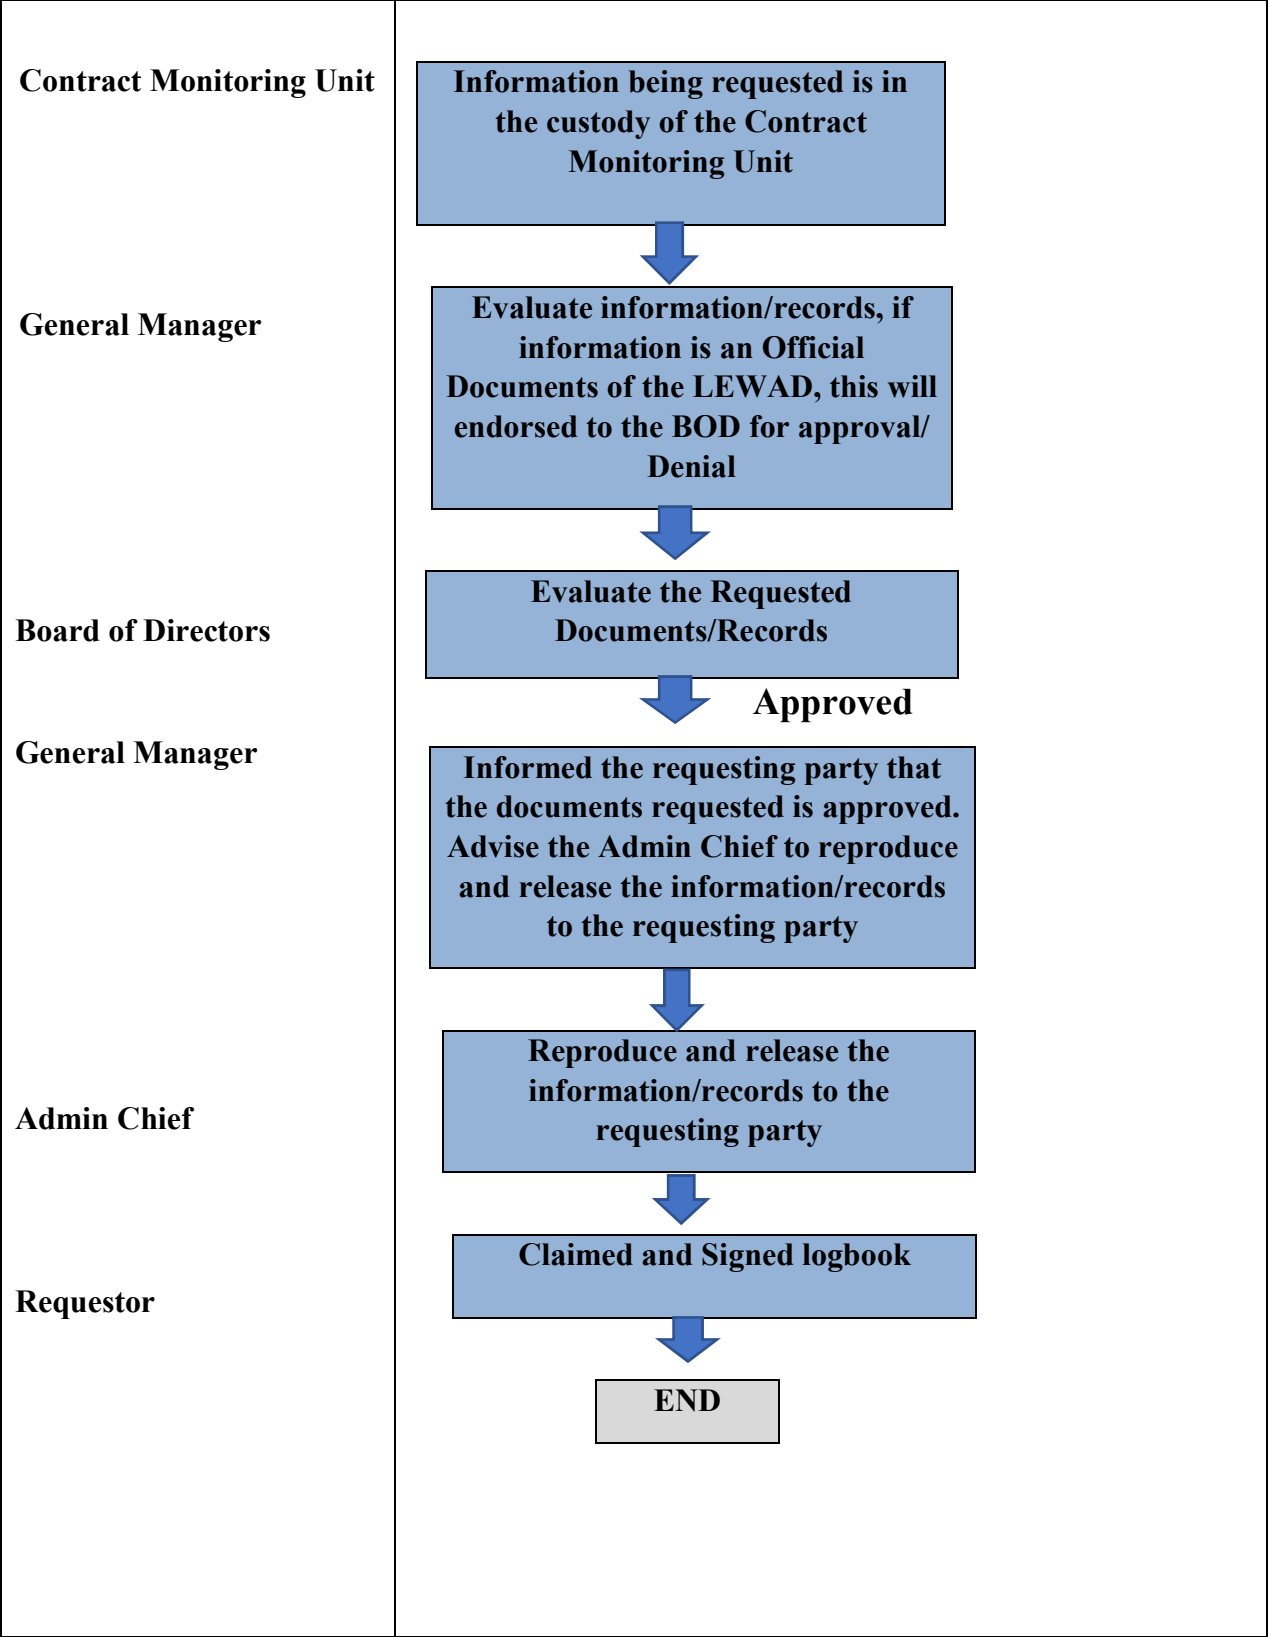 Contract Monitoring Unit
Information being requested is in
the custody of the Contract
Monitoring Unit
General Manager
Evaluate information/records, if
information is an Official
Documents of the LEWAD, this will
endorsed to the BOD for approval/
Denial
Board of Directors
Evaluate the Requested
Documents/Records
Approved
General Manager
Informed the requesting party that
the documents requested is approved.
Advise the Admin Chief to reproduce
and release the information/records
to the requesting party
Admin Chief
Reproduce and release the
information/records to the
requesting party
Requestor
Claimed and Signed logbook
END